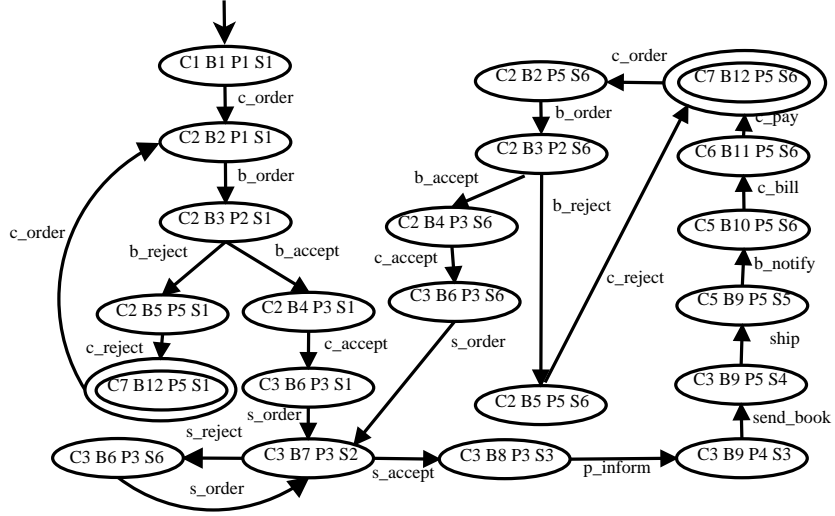 C1 B1 P1 S1
c_order
C2 B2 P1 S1
b_order
C2 B3 P2 S1
b_reject
b_accept
C2 B5 P5 S1
C2 B4 P3 S1
c_reject
c_accept
C7 B12 P5 S1
C3 B6 P3 S1
c_order
s_order
s_reject
C3 B6 P3 S6
C3 B7 P3 S2
s_order
s_accept
C3 B8 P3 S3
p_inform
C3 B9 P4 S3
send_book
C3 B9 P5 S4
ship
C5 B9 P5 S5
b_notify
C5 B10 P5 S6
c_bill
C6 B11 P5 S6
c_pay
C7 B12 P5 S6
c_order
C2 B2 P5 S6
b_order
C2 B3 P2 S6
b_accept
b_reject
C2 B4 P3 S6
c_accept
C3 B6 P3 S6
s_order
C2 B5 P5 S6
c_reject